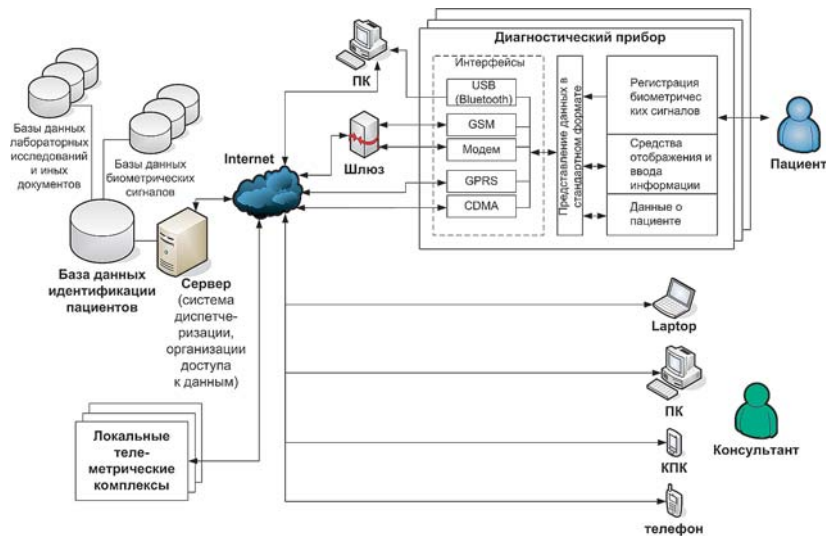 Диагностический прибор
Интерфейсы
USB
(Bluetooth)
GSM
Модем
GPRS
CDMA
Представление данных в
стандартном формате
Регистрация
биометричес
ких сигналов
Средства
отображения и
ввода
информации
Данные о
пациенте
Пациент
ПК
Шлюз
Internet
Базы данных
лабораторных
исследований
и иных
документов
Базы данных
биометрических
сигналов
База данных
идентификации
пациентов
Сервер
(система
диспетче-
ризации,
организации
доступа
к данным)
Локальные
теле-
метрические
комплексы
Laptop
ПК
КПК
телефон
Консультант